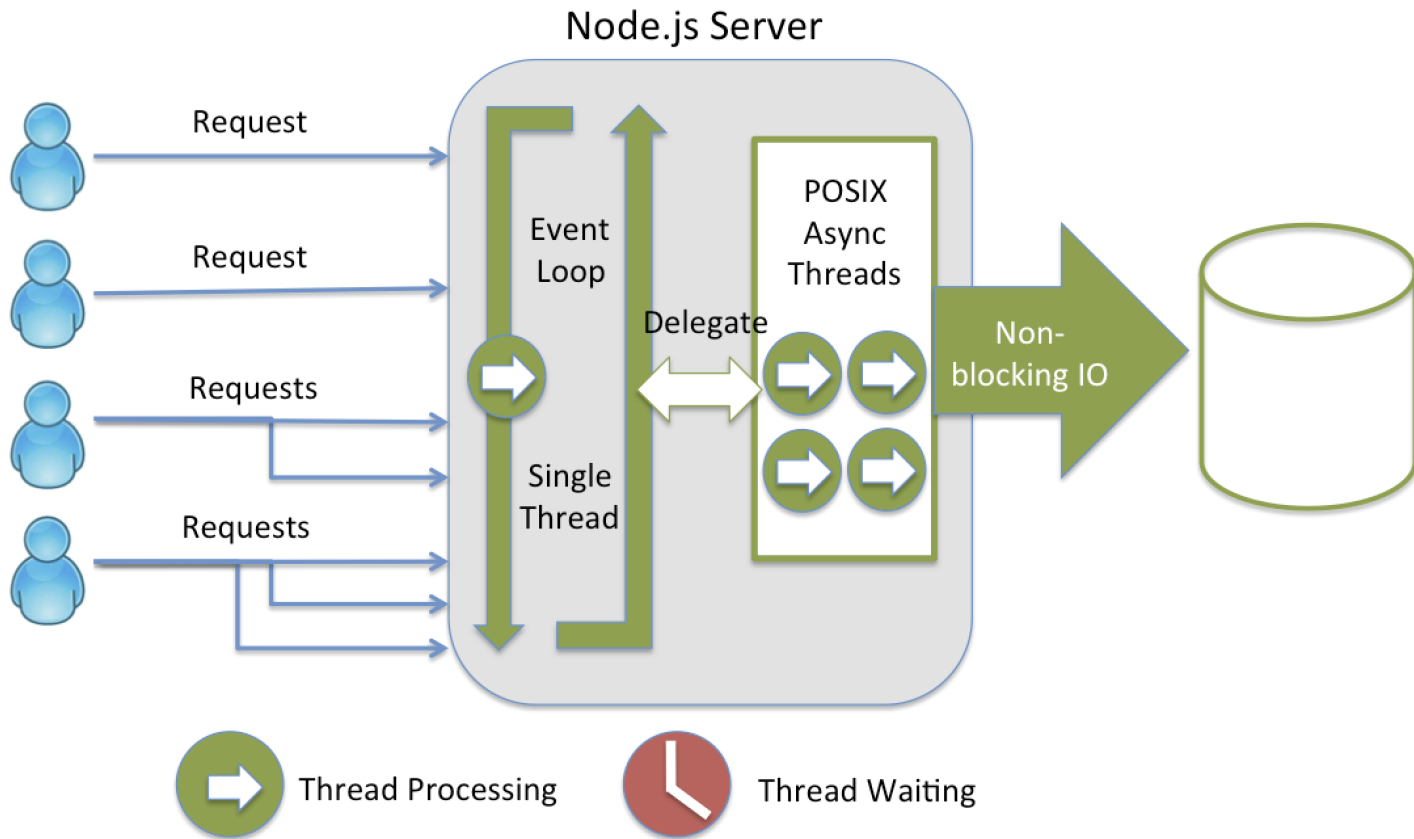 Node.js Server
Request
Request
Requests
Requests
Event
Loop
Single
Thread
Delegate
POSIX
Async
Threads
Non-
blocking IO
Thread Processing
Thread Waiting